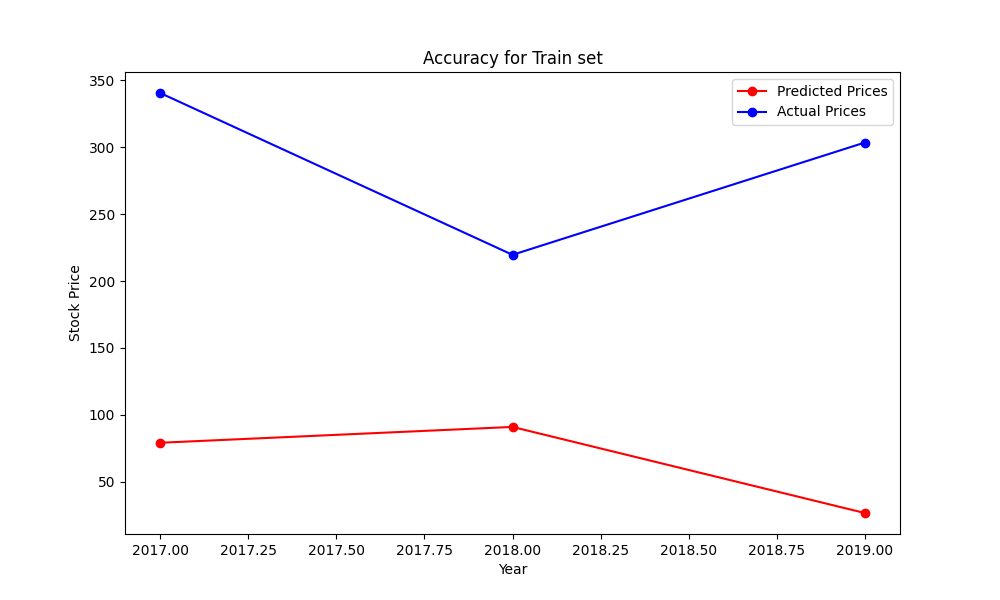 Accuracy for Train set
Predicted Prices
Actual Prices
350
300
250
200
150
100
50
Stock Price
2017.00 2017.25 2017.50 2017.75 2018.00 2018.25 2018.50 2018.75 2019.00
Year